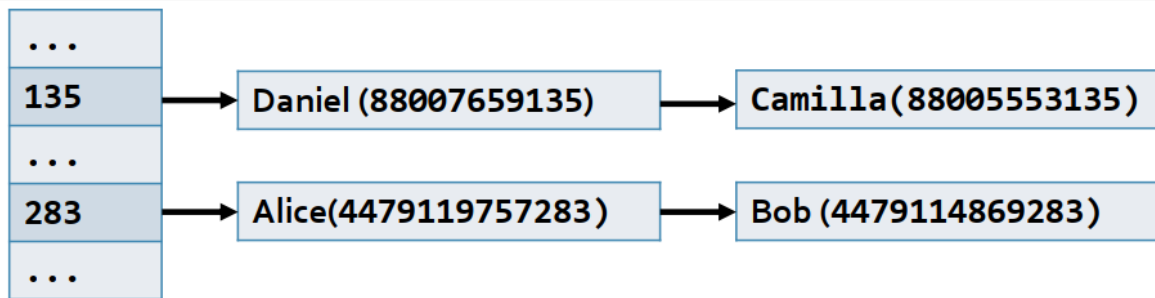 ...
135 Daniel (88007659135) Camilla(88005553135)
...
283 Alice(4479119757283) Bob (4479114869283)
...